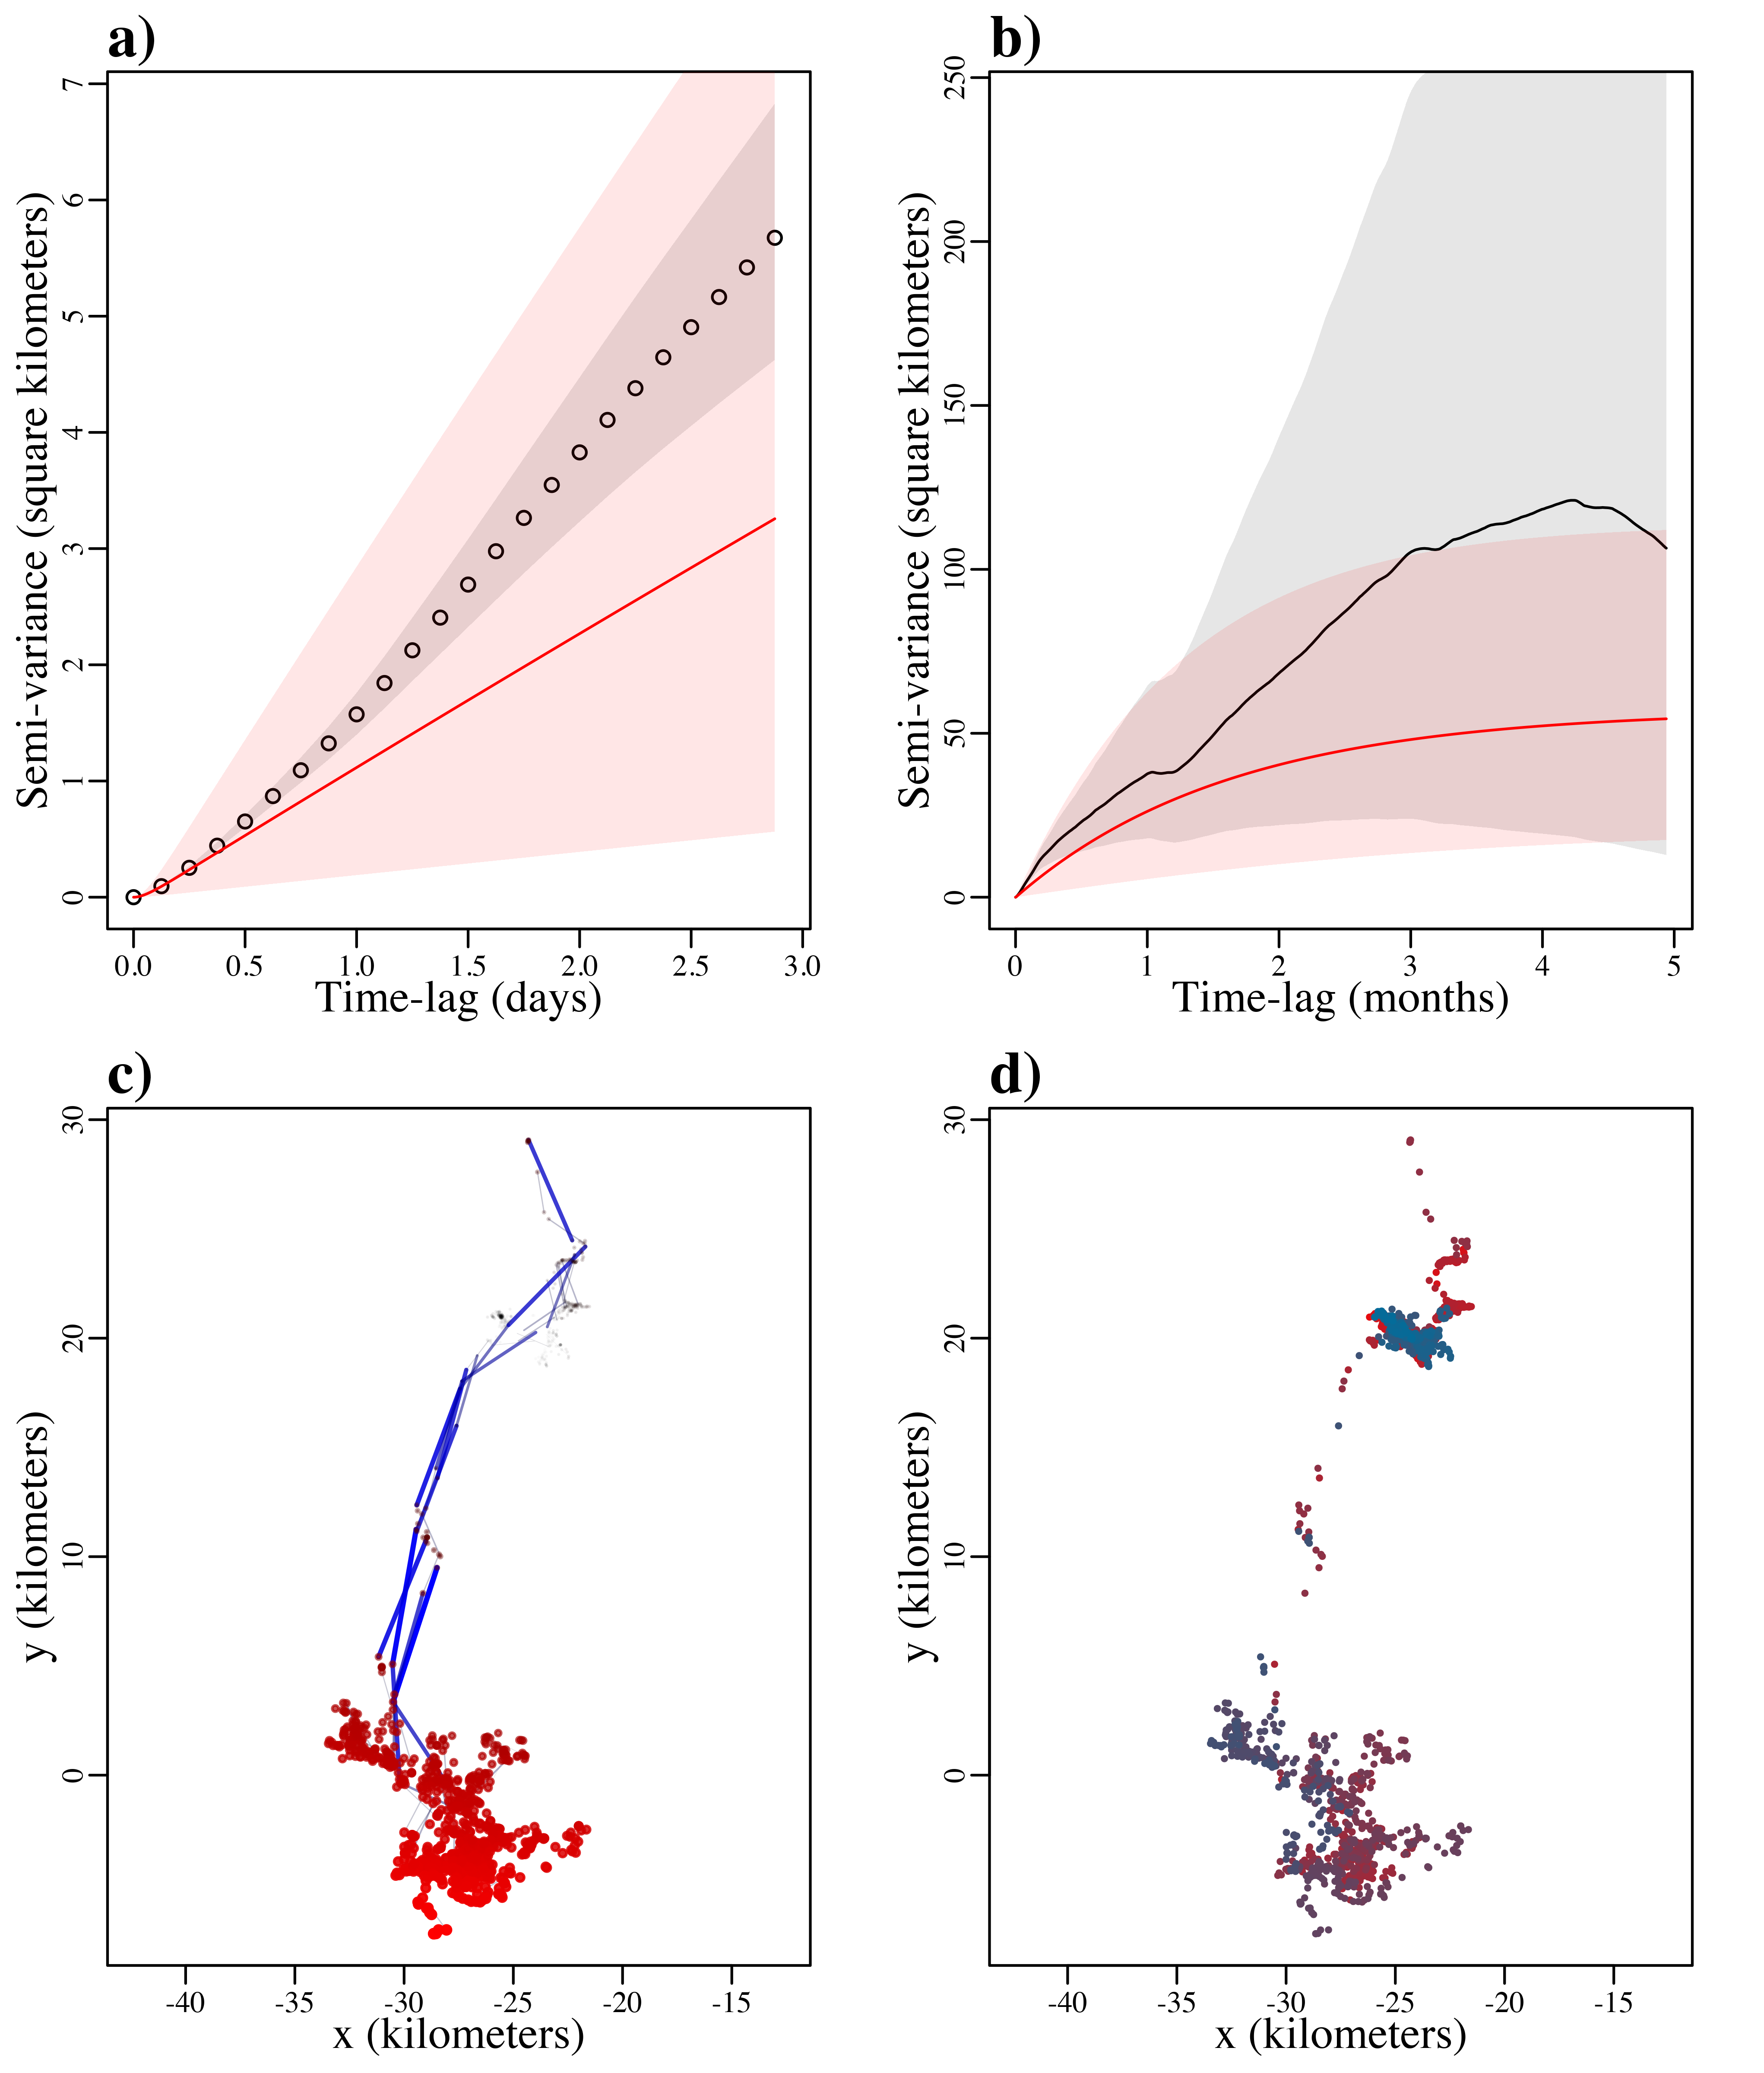 a)
Semi-variance (square kilometers)
0 1 2 3 4 5 6 7
0.0 0.5 1.0 1.5 2.0 2.5 3.0
Time-lag (days)
b)
Semi-variance (square kilometers)
0 50 100 150 200 250
0 1 2 3 4 5
Time-lag (months)
c)
y (kilometers)
0 10 20 30
-40 -35 -30 -25 -20 -15
x (kilometers)
d)
y (kilometers)
0 10 20 30
-40 -35 -30 -25 -20 -15
x (kilometers)